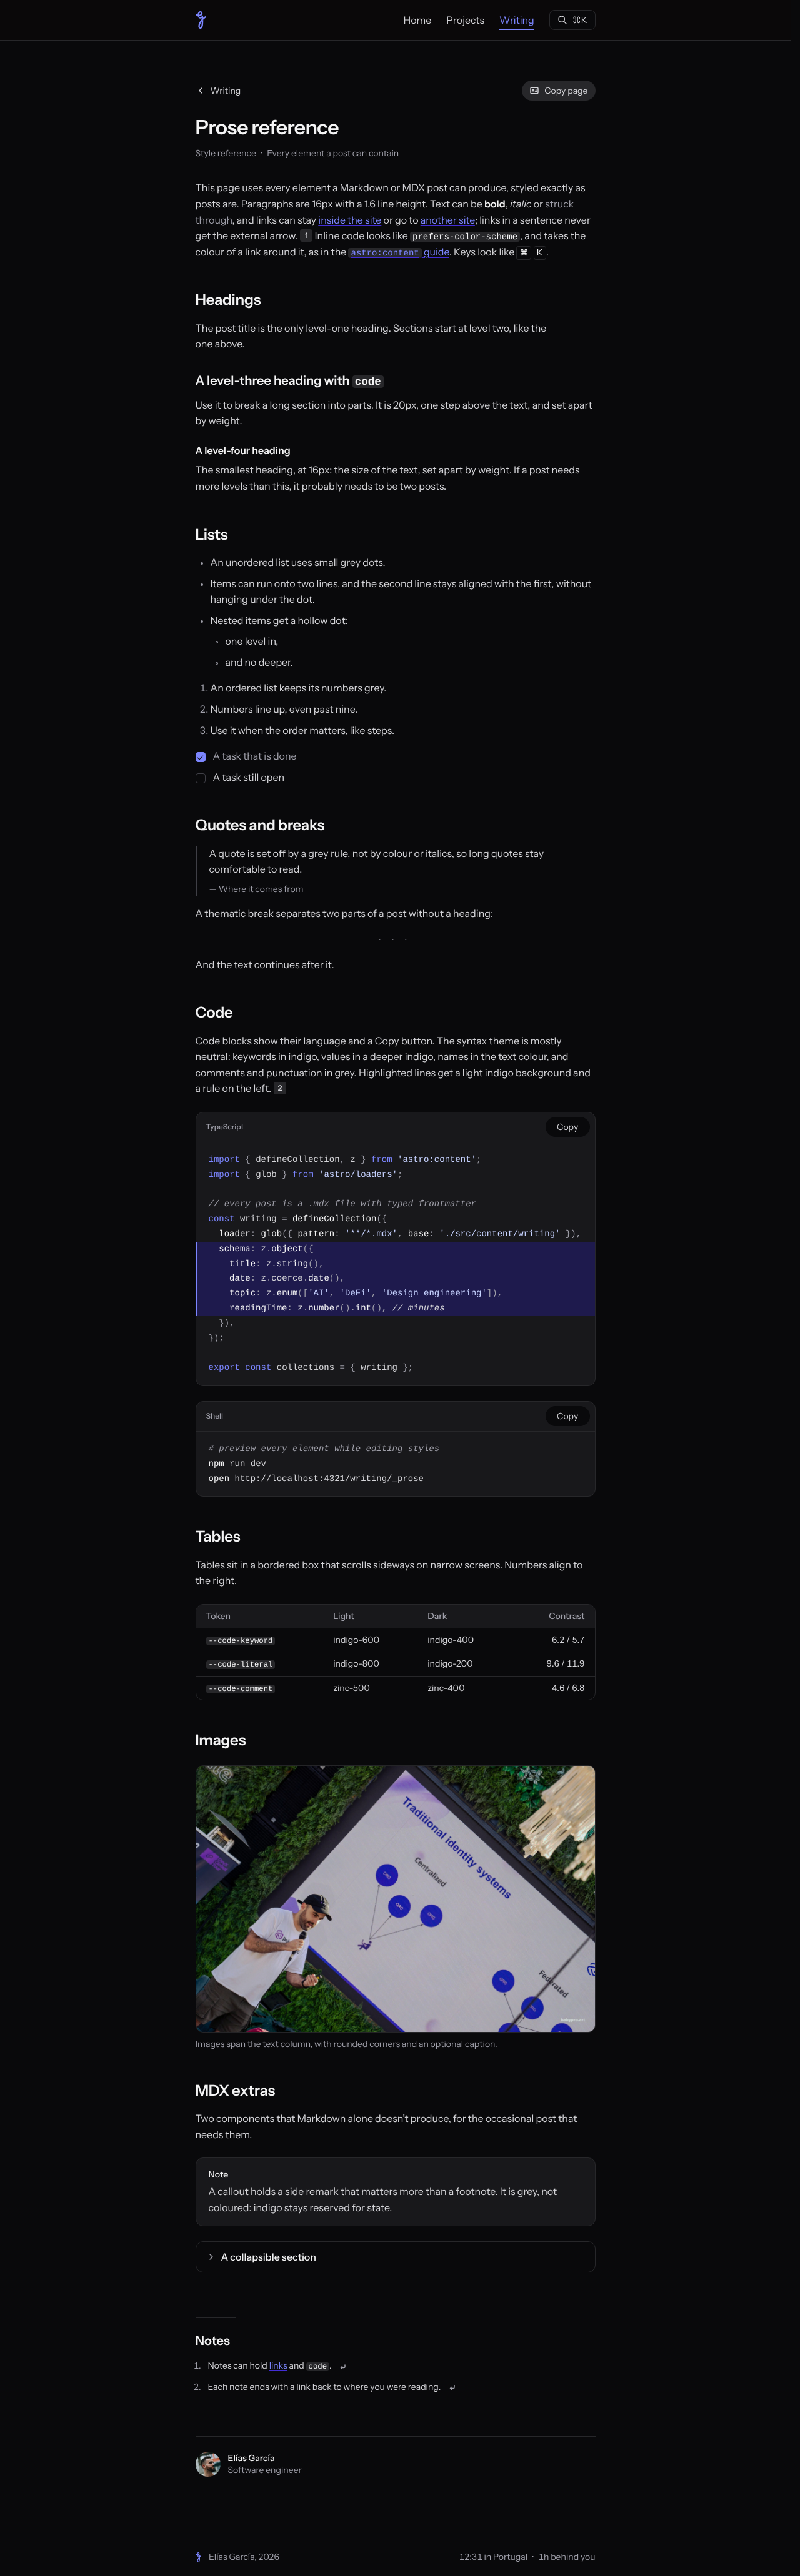 Home Projects Writing ⌘K
Writing Copy page
Prose reference
Style reference · Every element a post can contain
This page uses every element a Markdown or MDX post can produce, styled exactly as
posts are. Paragraphs are 16px with a 1.6 line height. Text can be bold, italic or struck
through, and links can stay inside the site or go to another site; links in a sentence never
get the external arrow. 1 Inline code looks like prefers-color-scheme, and takes the
colour of a link around it, as in the astro:content guide. Keys look like ⌘ K.
Headings
The post title is the only level-one heading. Sections start at level two, like the
one above.
A level-three heading with code
Use it to break a long section into parts. It is 20px, one step above the text, and set apart
by weight.
A level-four heading
The smallest heading, at 16px: the size of the text, set apart by weight. If a post needs
more levels than this, it probably needs to be two posts.
Lists
• An unordered list uses small grey dots.
• Items can run onto two lines, and the second line stays aligned with the first, without
hanging under the dot.
• Nested items get a hollow dot:
◦ one level in,
◦ and no deeper.
1. An ordered list keeps its numbers grey.
2. Numbers line up, even past nine.
3. Use it when the order matters, like steps.
A task that is done
A task still open
Quotes and breaks
A quote is set off by a grey rule, not by colour or italics, so long quotes stay
comfortable to read.
— Where it comes from
A thematic break separates two parts of a post without a heading:
· · ·
And the text continues after it.
Code
Code blocks show their language and a Copy button. The syntax theme is mostly
neutral: keywords in indigo, values in a deeper indigo, names in the text colour, and
comments and punctuation in grey. Highlighted lines get a light indigo background and
a rule on the left. 2
TypeScript Copy
import { defineCollection, z } from 'astro:content';
import { glob } from 'astro/loaders';
// every post is a .mdx file with typed frontmatter
const writing = defineCollection({
loader: glob({ pattern: '**/*.mdx', base: './src/content/writing' }),
schema: z.object({
title: z.string(),
date: z.coerce.date(),
topic: z.enum(['AI', 'DeFi', 'Design engineering']),
readingTime: z.number().int(), // minutes
}),
});
export const collections = { writing };
Shell Copy
# preview every element while editing styles
npm run dev
open http://localhost:4321/writing/_prose
Tables
Tables sit in a bordered box that scrolls sideways on narrow screens. Numbers align to
the right.
Token Light Dark Contrast
--code-keyword indigo-600 indigo-400 6.2 / 5.7
--code-literal indigo-800 indigo-200 9.6 / 11.9
--code-comment zinc-500 zinc-400 4.6 / 6.8
Images
Traditional identity systems
Centralized
Federated
Images span the text column, with rounded corners and an optional caption.
MDX extras
Two components that Markdown alone doesn't produce, for the occasional post that
needs them.
Note
A callout holds a side remark that matters more than a footnote. It is grey, not
coloured: indigo stays reserved for state.
A collapsible section
Notes
1. Notes can hold links and code. ↵
2. Each note ends with a link back to where you were reading. ↵
Elías García
Software engineer
Elías García, 2026 12:31 in Portugal · 1h behind you